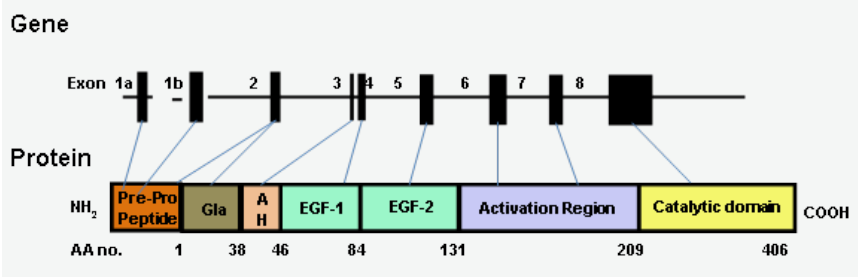 Gene
Exon 1a 1b 2 3 4 5 6 7 8
Protein
NH2 Pre-Pro Peptide Gla A H EGF-1 EGF-2 Activation Region Catalytic domain COOH
AA no. 1 38 46 84 131 209 406